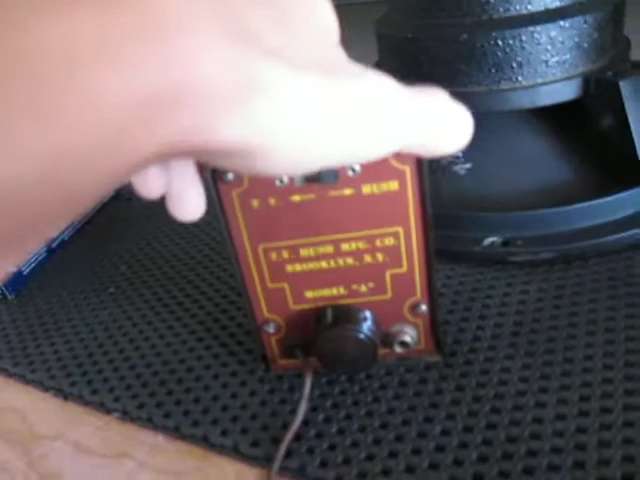 T.V. HUSH
T.V. HUSH MFG. CO.
BROOKLYN, N.Y.
MODEL "A"